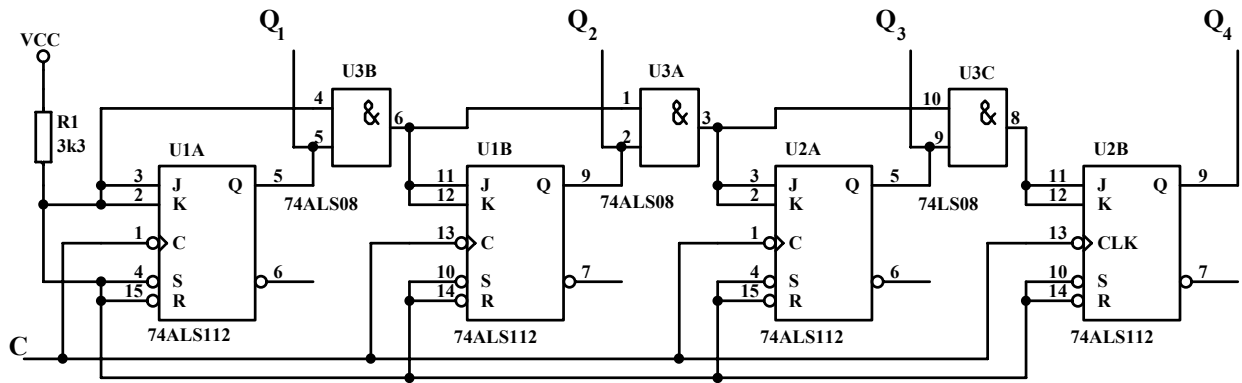 Q1 Q2 Q3 Q4
VCC
U3B U3A U3C
4 & 1 & 10 &
6 3 8
R1
3k3
5 2 9
U1A U1B U2A U2B
3 J Q 5 11 J Q 9 3 J Q 5 11 J Q 9
2 K 12 K 2 K 12 K
74ALS08 74ALS08 74LS08
1 C 13 C 1 C 13 CLK
4 S 6 10 S 7 4 S 6 10 S 7
15 R 14 R 15 R 14 R
74ALS112 74ALS112 74ALS112 74ALS112
C